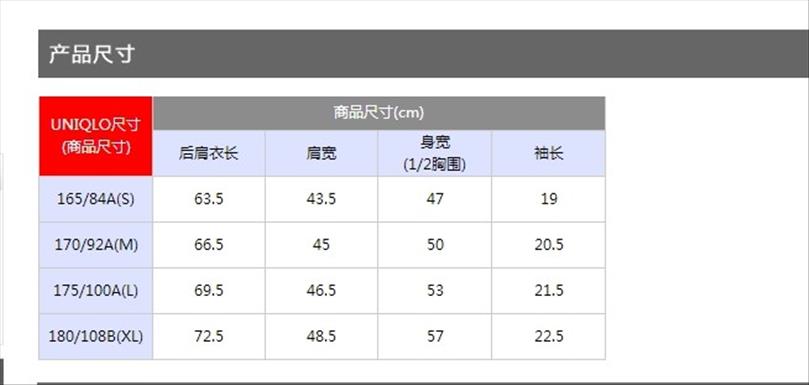 产品尺寸
UNIQLO尺寸
(商品尺寸)
商品尺寸(cm)
后肩衣长 肩宽 身宽 袖长
(1/2胸围)
165/84A(S) 63.5 43.5 47 19
170/92A(M) 66.5 45 50 20.5
175/100A(L) 69.5 46.5 53 21.5
180/108B(XL) 72.5 48.5 57 22.5